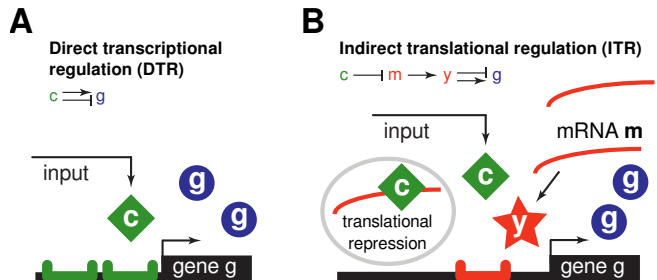 A
Direct transcriptional
regulation (DTR)
c g
input
g
g
c
gene g
B
Indirect translational regulation (ITR)
c m y g
input
mRNA m
c
c
translational
repression
y
g
g
gene g